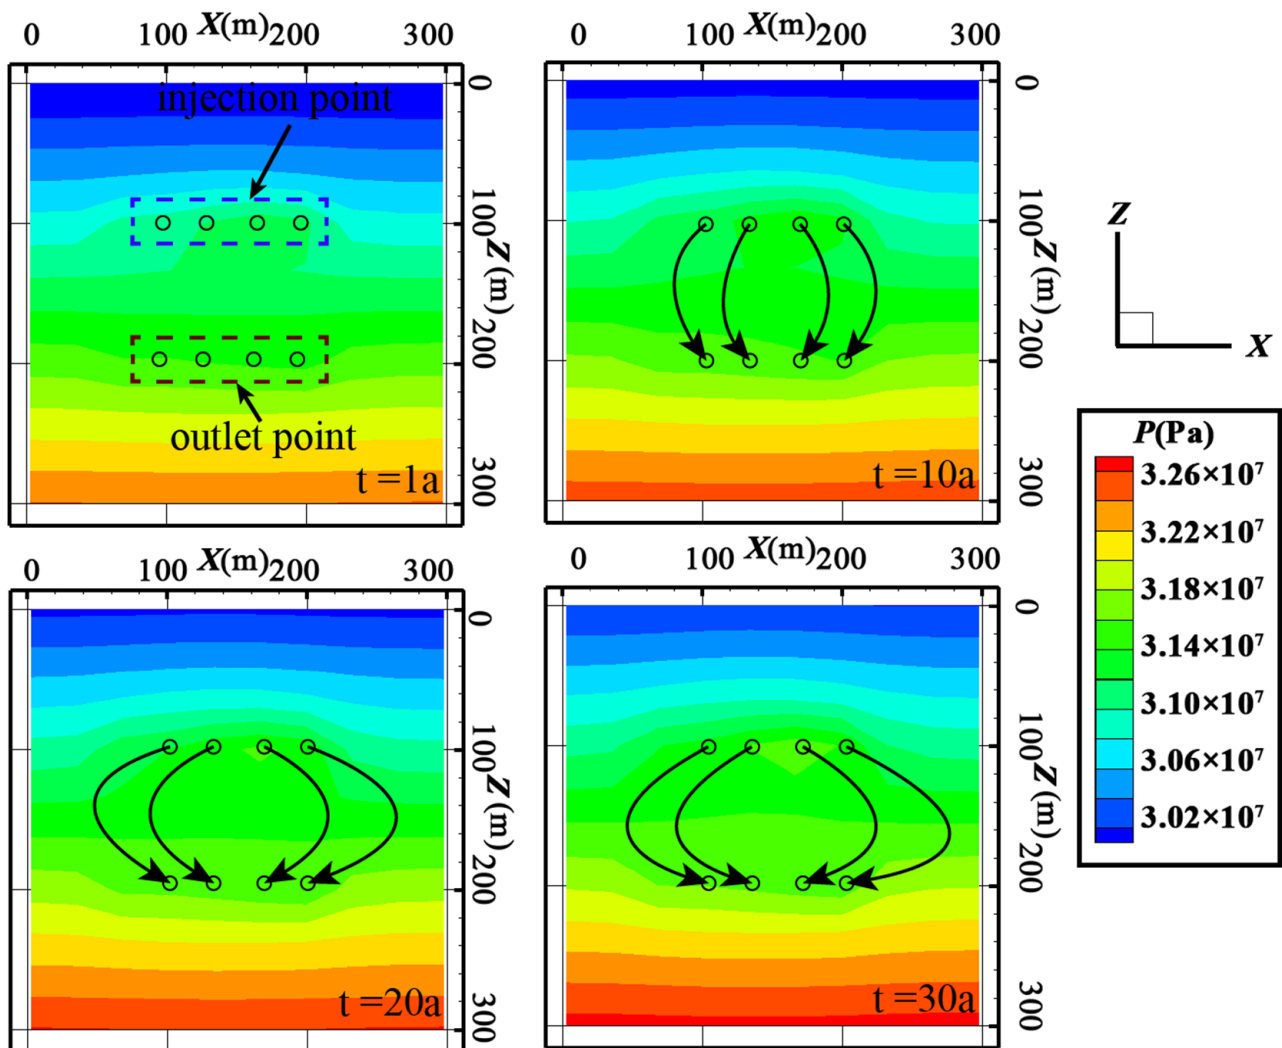 X(m)
0 100 200 300
injection point
outlet point
t =1a
0
100
Z(m)
200
300
X(m)
0 100 200 300
t =10a
0
100
Z(m)
200
300
Z
X
P(Pa)
3.26×10⁷
3.22×10⁷
3.18×10⁷
3.14×10⁷
3.10×10⁷
3.06×10⁷
3.02×10⁷
X(m)
0 100 200 300
t =20a
0
100
Z(m)
200
300
X(m)
0 100 200 300
t =30a
0
100
Z(m)
200
300